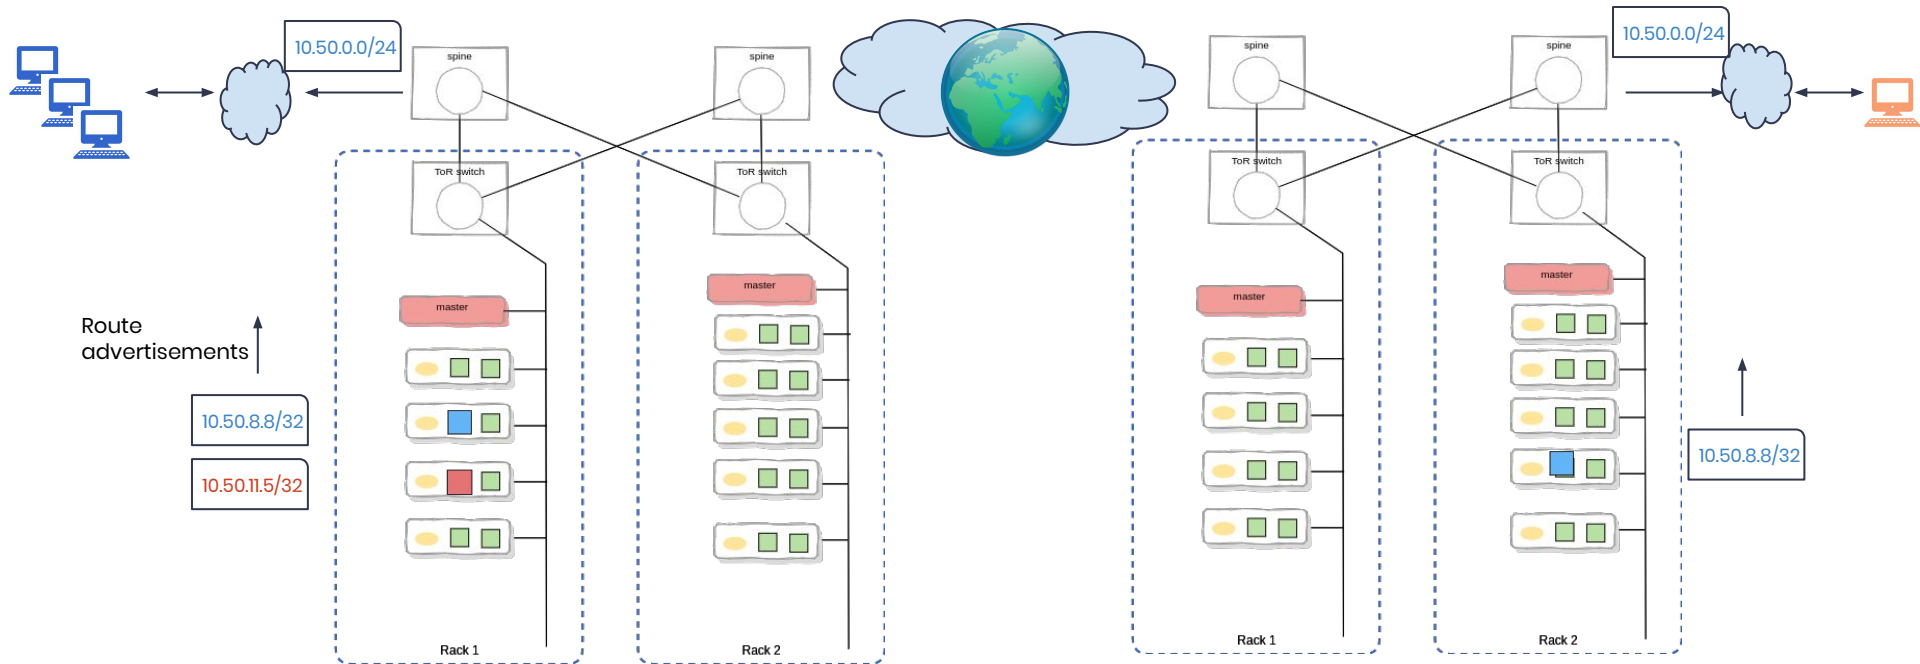 10.50.0.0/24
spine
spine
spine
spine
10.50.0.0/24
ToR switch
ToR switch
ToR switch
ToR switch
master
master
master
master
Route
advertisements
10.50.8.8/32
10.50.11.5/32
10.50.8.8/32
Rack 1
Rack 2
Rack 1
Rack 2